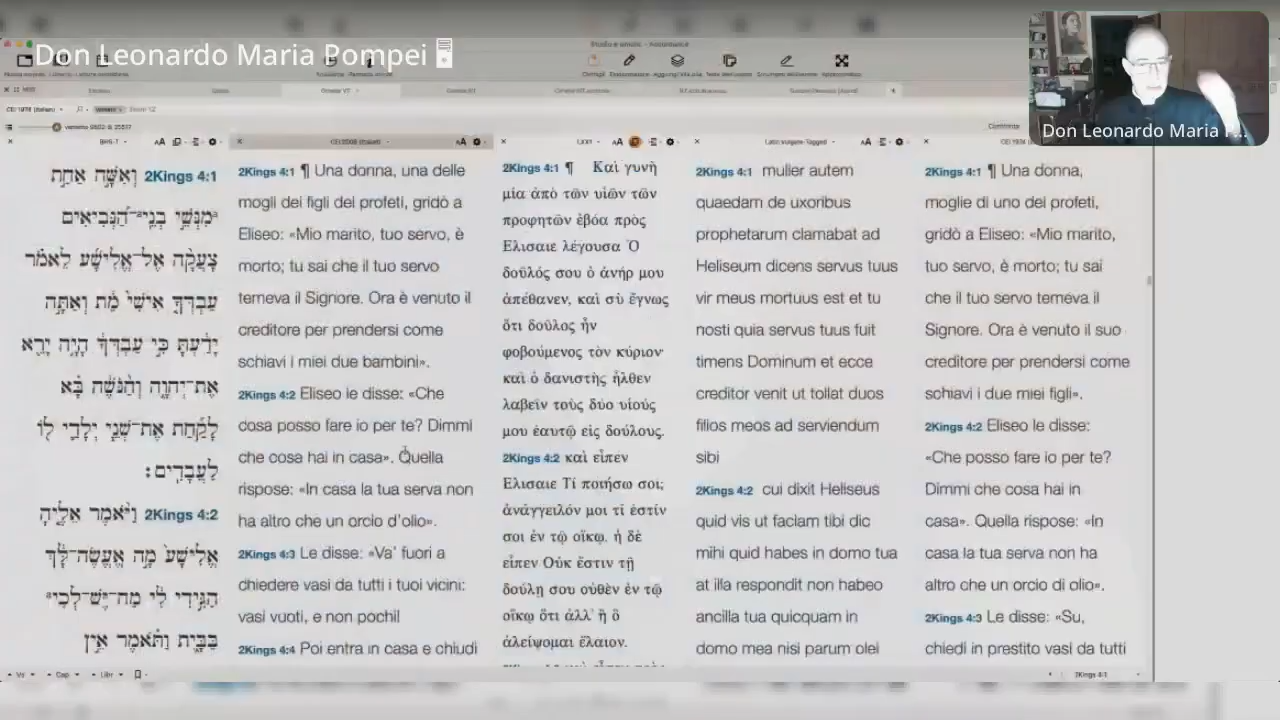 Don Leonardo Maria Pompei
Don Leonardo Maria P...
BHS-T
CEI2008 (Italian)
LXX1
Latin Vulgate-Tagged
2Kings 4:1 וְאִשָּׁ֣ה אַחַ֣ת
מִנְּשֵׁ֣י בְנֵֽי־הַ֠נְּבִיאִים
צָעֲקָ֨ה אֶל־אֱלִישָׁ֜ע לֵאמֹ֗ר
עַבְדְּךָ֤ אִישִׁי֙ מֵ֔ת וְאַתָּ֣ה
יָדַ֔עְתָּ כִּ֣י עַבְדְּךָ֔ הָיָ֥ה יָרֵ֖א
אֶת־יְהוָ֑ה וְהַ֨נֹּשֶׁ֔ה בָּ֗א
לָקַ֜חַת אֶת־שְׁנֵ֧י יְלָדַ֛י ל֖וֹ
לַעֲבָדִֽים׃
2Kings 4:2 וַיֹּ֨אמֶר אֵלֶ֤יהָ
אֱלִישָׁע֙ מָ֣ה אֶֽעֱשֶׂה־לָּ֔ךְ
הַגִּ֣ידִי לִ֔י מַה־יֶּשׁ־לָ֖כְי
בַּבָּ֑יִת וַתֹּ֗אמֶר אֵ֣ין
2Kings 4:1 ¶ Una donna, una delle
mogli dei figli dei profeti, gridò a
Eliseo: «Mio marito, tuo servo, è
morto; tu sai che il tuo servo
temeva il Signore. Ora è venuto il
creditore per prendersi come
schiavi i miei due bambini».
2Kings 4:2 Eliseo le disse: «Che
cosa posso fare io per te? Dimmi
che cosa hai in casa». Quella
rispose: «In casa la tua serva non
ha altro che un orcio d'olio».
2Kings 4:3 Le disse: «Va' fuori a
chiedere vasi da tutti i tuoi vicini:
vasi vuoti, e non pochi!
2Kings 4:4 Poi entra in casa e chiudi
2Kings 4:1 ¶ Καὶ γυνὴ
μία ἀπὸ τῶν υἱῶν τῶν
προφητῶν ἐβόα πρὸς
Ελισαιε λέγουσα Ὁ
δοῦλός σου ὁ ἀνήρ μου
ἀπέθανεν, καὶ σὺ ἔγνως
ὅτι δοῦλος ἦν
φοβούμενος τὸν κύριον·
καὶ ὁ δανιστὴς ἦλθεν
λαβεῖν τοὺς δύο υἱούς
μου ἑαυτῷ εἰς δούλους.
2Kings 4:2 καὶ εἶπεν
Ελισαιε Τί ποιήσω σοι;
ἀνάγγειλόν μοι τί ἐστίν
σοι ἐν τῷ οἴκῳ. ἡ δὲ
εἶπεν Οὐκ ἔστιν τῇ
δούλῃ σου οὐθὲν ἐν τῷ
οἴκῳ ὅτι ἀλλ' ἢ ὃ
ἀλείψομαι ἔλαιον.
2Kings 4:1 mulier autem
quaedam de uxoribus
prophetarum clamabat ad
Heliseum dicens servus tuus
vir meus mortuus est et tu
nosti quia servus tuus fuit
timens Dominum et ecce
creditor venit ut tollat duos
filios meos ad serviendum
sibi
2Kings 4:2 cui dixit Heliseus
quid vis ut faciam tibi dic
mihi quid habes in domo tua
at illa respondit non habeo
ancilla tua quicquam in
domo mea nisi parum olei
2Kings 4:1 ¶ Una donna,
moglie di uno dei profeti,
gridò a Eliseo: «Mio marito,
tuo servo, è morto; tu sai
che il tuo servo temeva il
Signore. Ora è venuto il suo
creditore per prendersi come
schiavi i due miei figli».
2Kings 4:2 Eliseo le disse:
«Che posso fare io per te?
Dimmi che cosa hai in
casa». Quella rispose: «In
casa la tua serva non ha
altro che un orcio di olio».
2Kings 4:3 Le disse: «Su,
chiedi in prestito vasi da tutti
2Kings 4:1